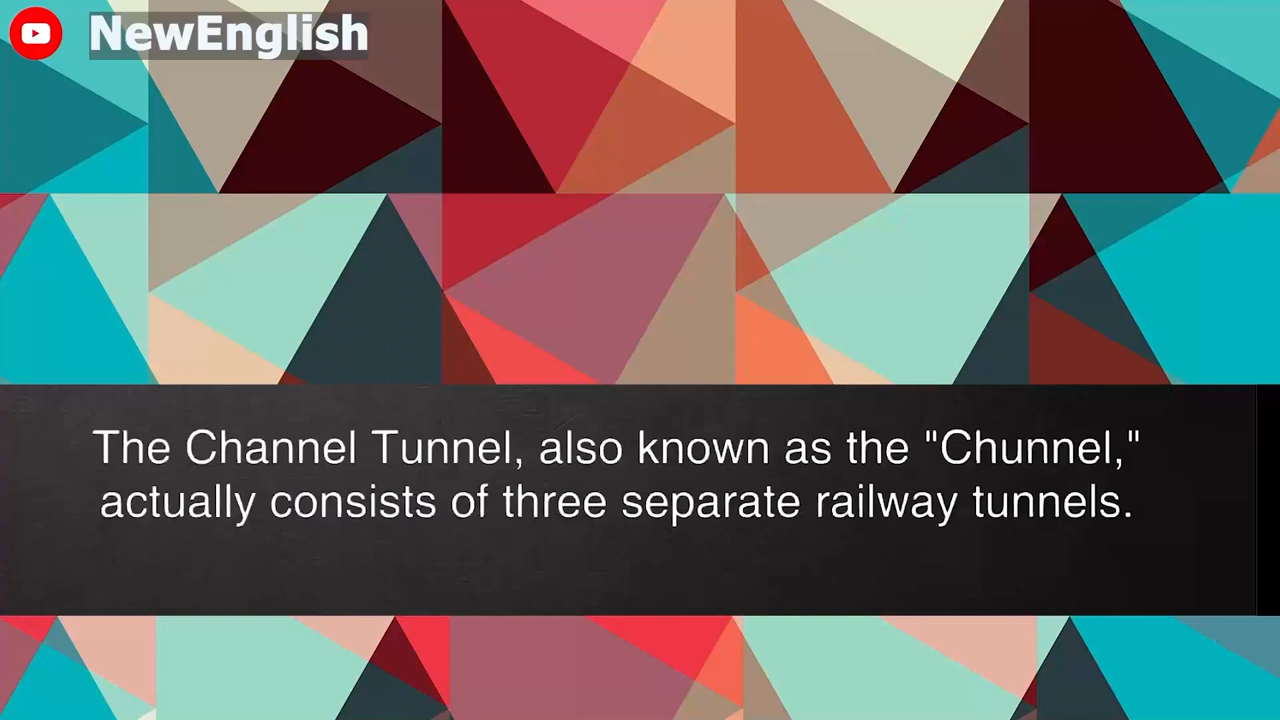 NewEnglish
The Channel Tunnel, also known as the "Chunnel,"
actually consists of three separate railway tunnels.